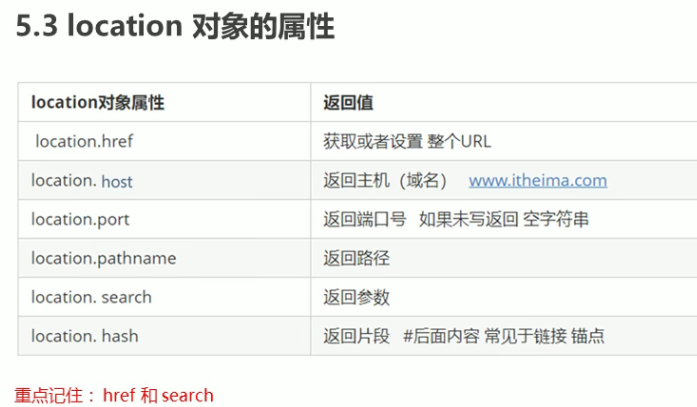 5.3 location 对象的属性
location对象属性 返回值
location.href 获取或者设置 整个URL
location. host 返回主机（域名） www.itheima.com
location.port 返回端口号 如果未写返回 空字符串
location.pathname 返回路径
location. search 返回参数
location. hash 返回片段 #后面内容 常见于链接 锚点
重点记住： href 和 search